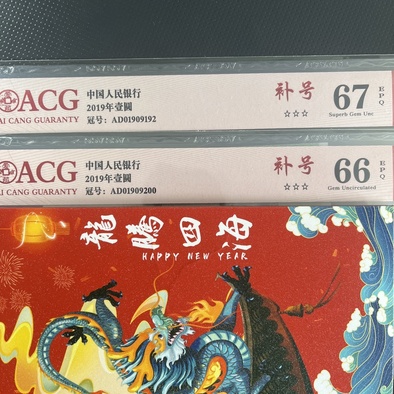 ACG
AI CANG GUARANTY
中国人民银行
2019年壹圆
冠号：AD01909192
补号
☆☆☆
67
EPQ
Superb Gem Unc
ACG
AI CANG GUARANTY
中国人民银行
2019年壹圆
冠号：AD01909200
补号
☆☆☆
66
EPQ
Gem Uncirculated
龍騰四海
HAPPY NEW YEAR